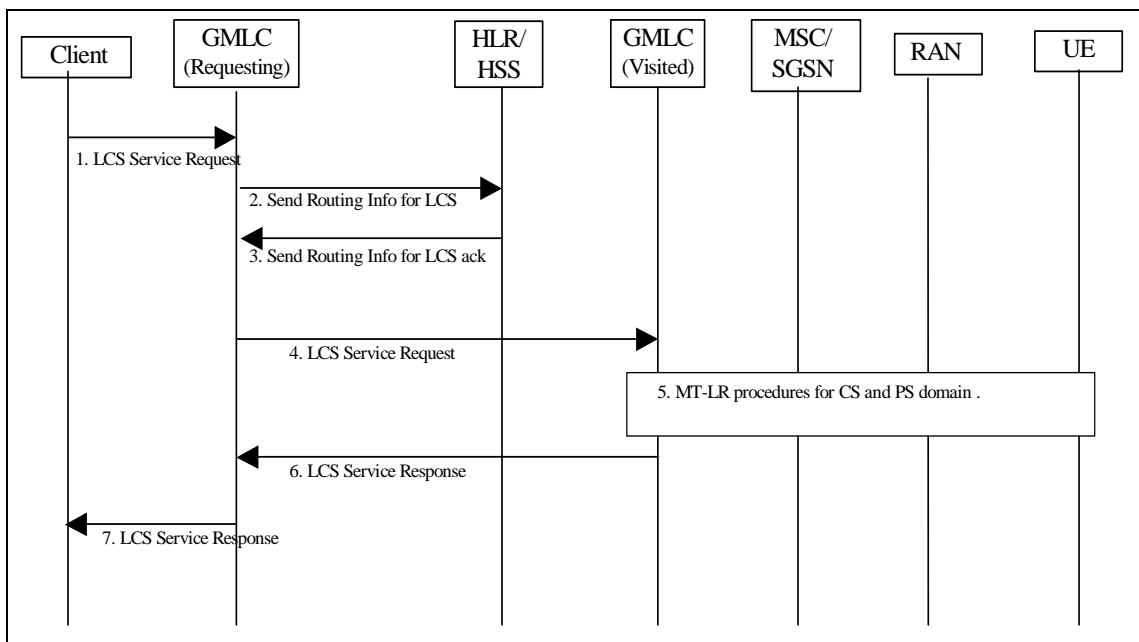 Client
GMLC
(Requesting)
HLR/
HSS
GMLC
(Visited)
MSC/
SGSN
RAN
UE
1. LCS Service Request
2. Send Routing Info for LCS
3. Send Routing Info for LCS ack
4. LCS Service Request
5. MT-LR procedures for CS and PS domain .
6. LCS Service Response
7. LCS Service Response